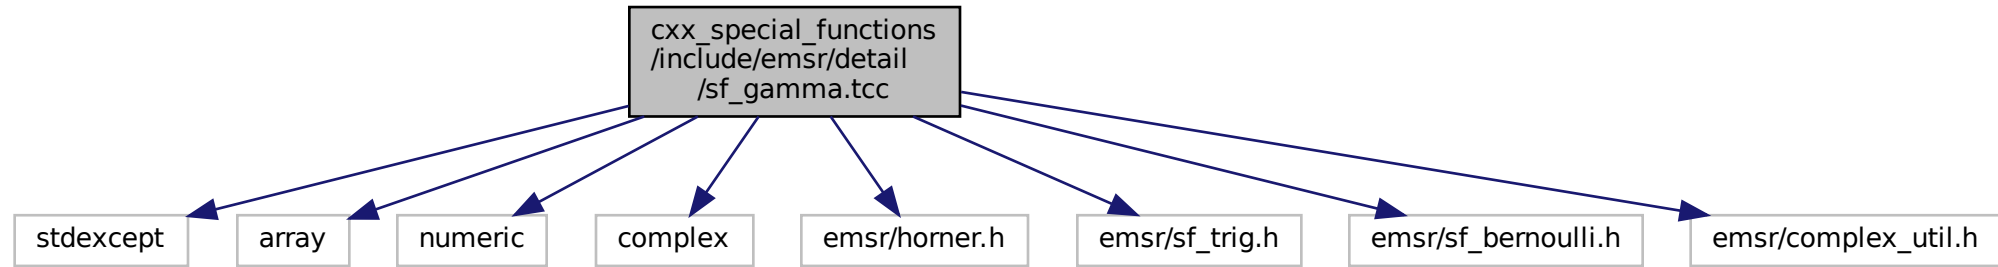 cxx_special_functions
/include/emsr/detail
/sf_gamma.tcc
stdexcept
array
numeric
complex
emsr/horner.h
emsr/sf_trig.h
emsr/sf_bernoulli.h
emsr/complex_util.h